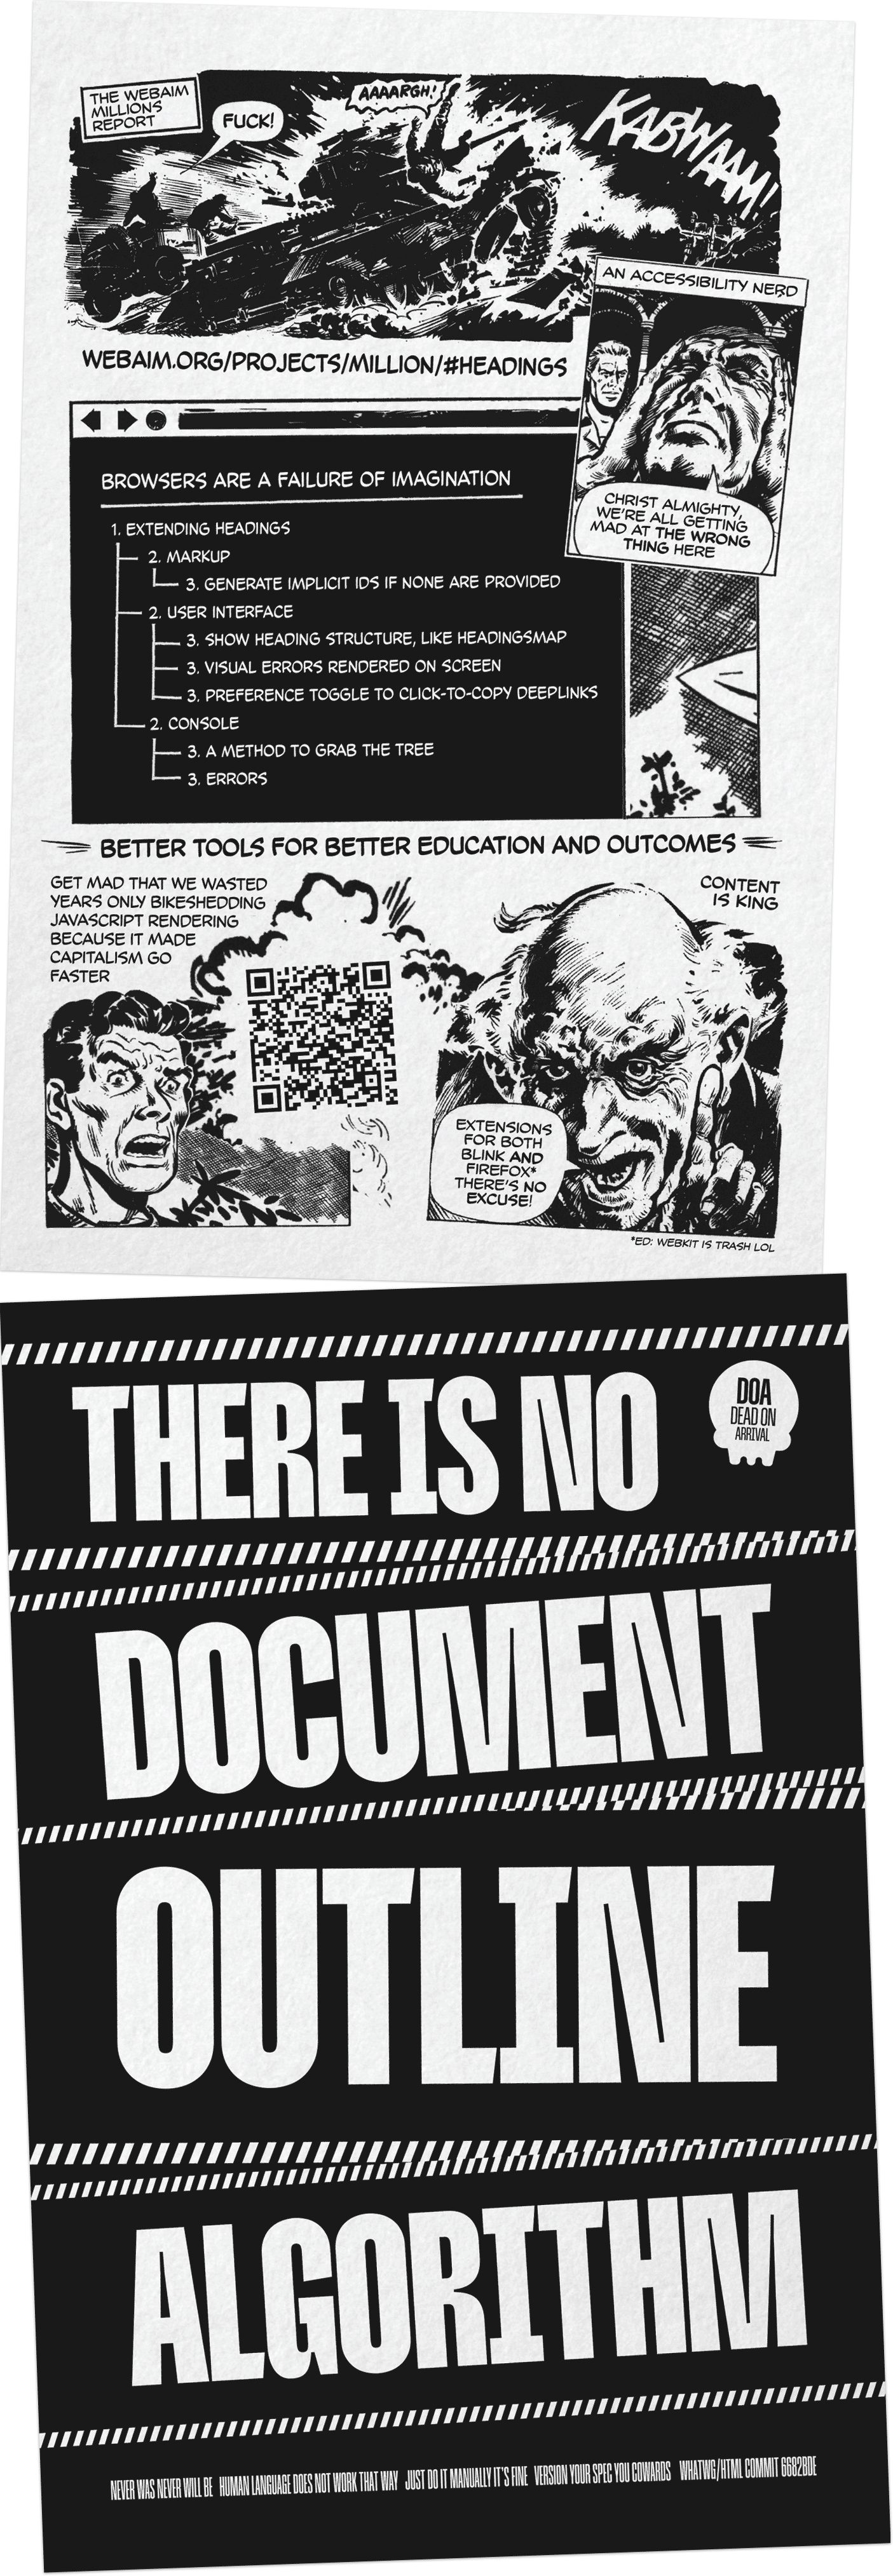 THE WEBAIM
MILLIONS
REPORT
FUCK!
AAAARGH!
KABWAAM!
WEBAIM.ORG/PROJECTS/MILLION/#HEADINGS
AN ACCESSIBILITY NERD
CHRIST ALMIGHTY,
WE'RE ALL GETTING
MAD AT THE WRONG
THING HERE
BROWSERS ARE A FAILURE OF IMAGINATION
1. EXTENDING HEADINGS
2. MARKUP
3. GENERATE IMPLICIT IDS IF NONE ARE PROVIDED
2. USER INTERFACE
3. SHOW HEADING STRUCTURE, LIKE HEADINGSMAP
3. VISUAL ERRORS RENDERED ON SCREEN
3. PREFERENCE TOGGLE TO CLICK-TO-COPY DEEPLINKS
2. CONSOLE
3. A METHOD TO GRAB THE TREE
3. ERRORS
BETTER TOOLS FOR BETTER EDUCATION AND OUTCOMES
GET MAD THAT WE WASTED
YEARS ONLY BIKESHEDDING
JAVASCRIPT RENDERING
BECAUSE IT MADE
CAPITALISM GO
FASTER
CONTENT
IS KING
EXTENSIONS
FOR BOTH
BLINK AND
FIREFOX*
THERE'S NO
EXCUSE!
*ED: WEBKIT IS TRASH LOL
THERE IS NO
DOA
DEAD ON
ARRIVAL
DOCUMENT
OUTLINE
ALGORITHM
NEVER WAS NEVER WILL BE HUMAN LANGUAGE DOES NOT WORK THAT WAY JUST DO IT MANUALLY IT'S FINE VERSION YOUR SPEC YOU COWARDS WHATWG/HTML COMMIT 6682BDE